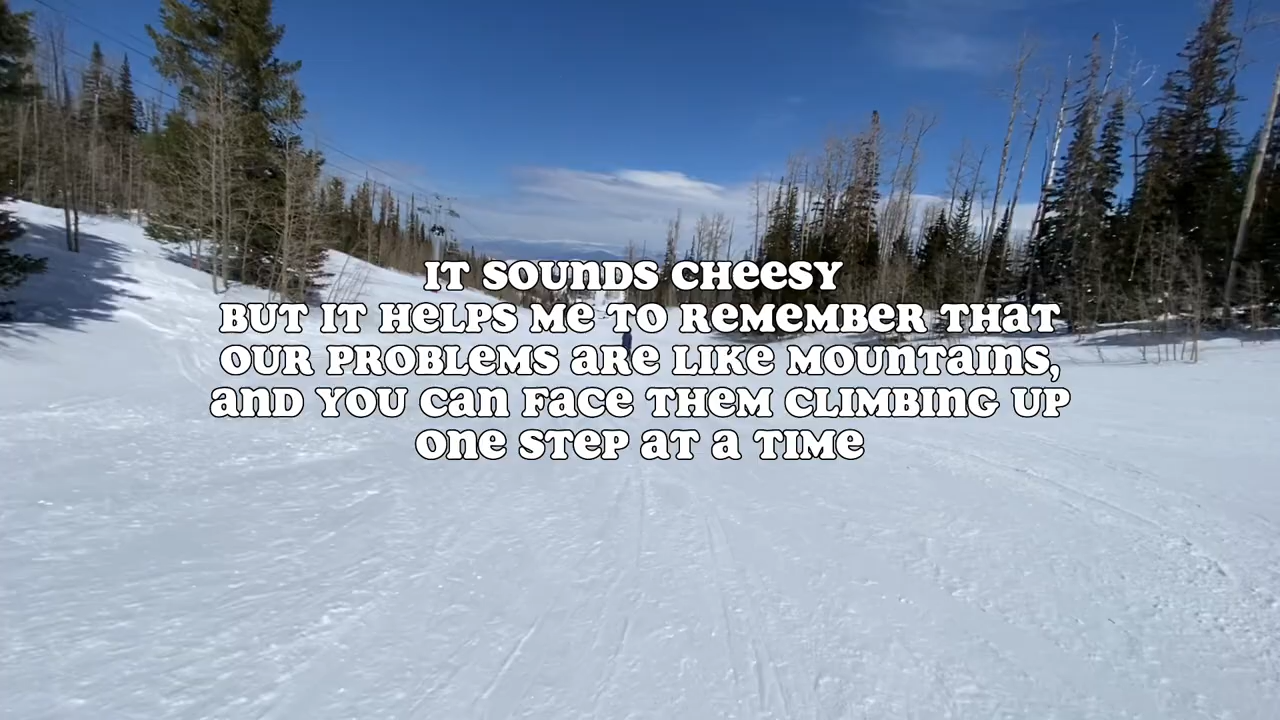 IT SOUNDS CHEESY
BUT IT HELPS ME TO REMEMBER THAT
OUR PROBLEMS ARE LIKE MOUNTAINS,
AND YOU CAN FACE THEM CLIMBING UP
ONE STEP AT A TIME